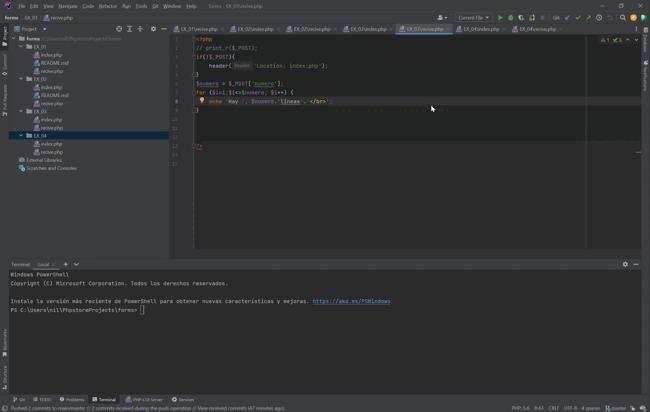 File Edit View Navigate Code Refactor Run Tools Git Window Help Forms - EX_03\recive.php
Forms recive.php Current File Git:
EX_01\recive.php EX_02\index.php EX_02\recive.php EX_03\index.php EX_03\recive.php EX_04\index.php EX_04\recive.php
Project
Forms
EX_01
index.php
README.md
recive.php
EX_02
index.php
README.md
recive.php
EX_03
index.php
recive.php
EX_04
index.php
recive.php
External Libraries
Scratches and Consoles
Project
Commit
Pull Requests
Bookmarks
Structure
Database
Notifications
1 <?php
2 // print_r($_POST);
3 if(!$_POST){
4 header( 'Location: index.php');
5 }
6 $numero = $_POST['numero'];
7 for ($i=1;$i<=$numero; $i++) {
8 echo 'Hay ', $numero,'lineas','</br>';
9 }
10
11
12
13 ?>
14
15
Terminal: Local
Windows PowerShell
Copyright (C) Microsoft Corporation. Todos los derechos reservados.
Instale la versión más reciente de PowerShell para obtener nuevas características y mejoras. https://aka.ms/PSWindows
PS C:\Users\nil\PhpstormProjects\forms>
Git TODO Problems Terminal PHP-CGI Server Services
Pushed 2 commits to main/master // 2 commits received during the push operation // View received commits (47 minutes ago) PHP: 5.6 8:43 CRLF UTF-8 4 spaces master